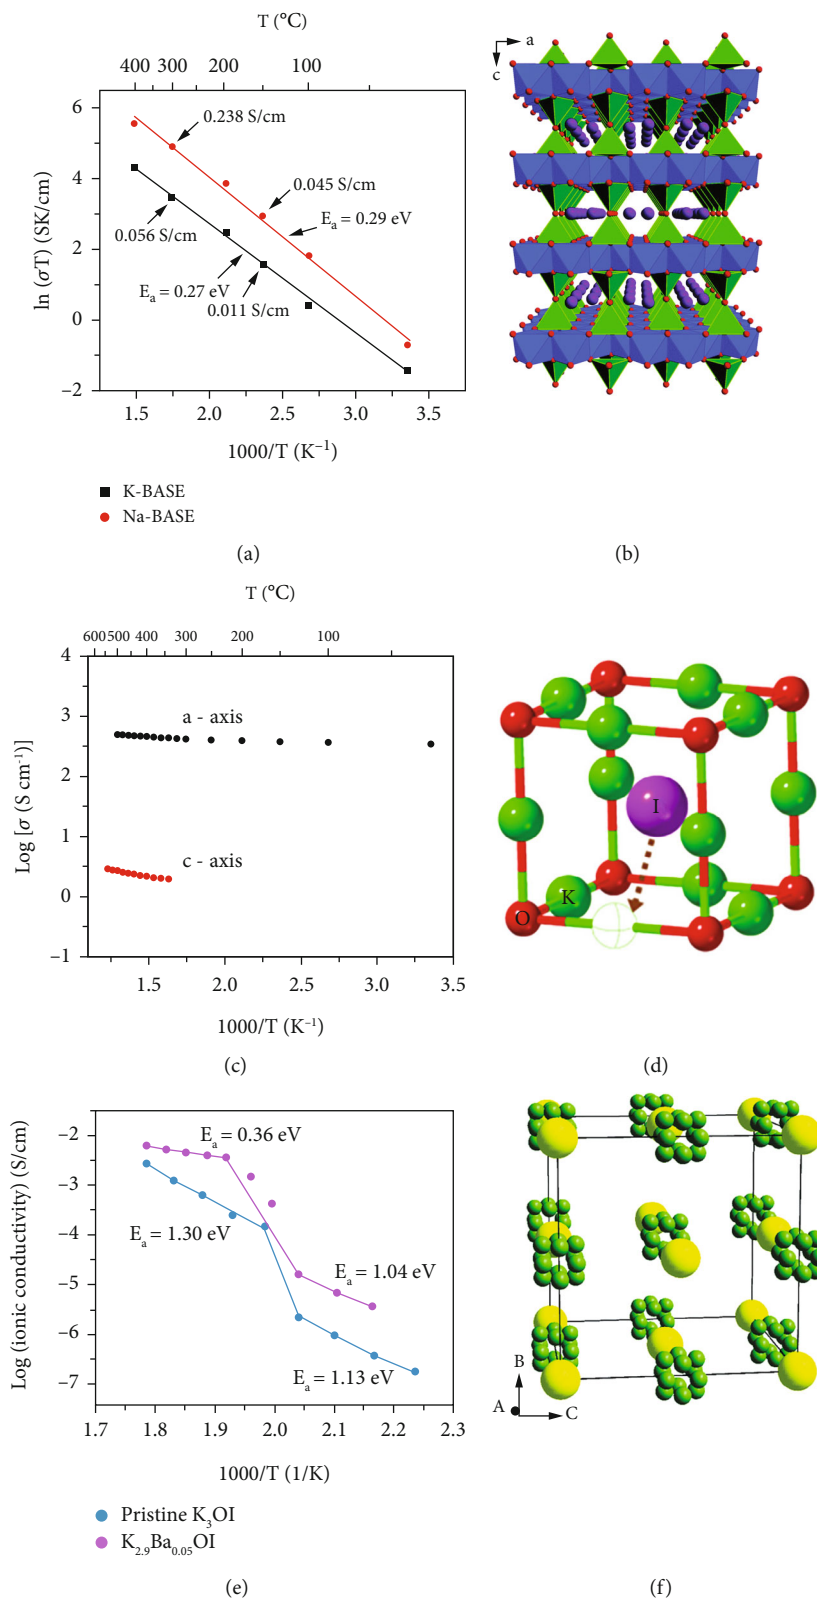 T (°C)
400 300 200 100
ln (σT) (SK/cm)
6
4
2
0
−2
0.238 S/cm
0.045 S/cm
E_a = 0.29 eV
0.056 S/cm
E_a = 0.27 eV
0.011 S/cm
1.5 2.0 2.5 3.0 3.5
1000/T (K⁻¹)
K-BASE
Na-BASE
(a)
a
c
(b)
T (°C)
600 500 400 300 200 100
Log [σ (S cm⁻¹)]
4
3
2
1
0
−1
a - axis
c - axis
1.5 2.0 2.5 3.0 3.5
1000/T (K⁻¹)
(c)
I
K
O
(d)
Log (ionic conductivity) (S/cm)
−2
−3
−4
−5
−6
−7
E_a = 0.36 eV
E_a = 1.30 eV
E_a = 1.04 eV
E_a = 1.13 eV
1.7 1.8 1.9 2.0 2.1 2.2 2.3
1000/T (1/K)
Pristine K₃OI
K₂.₉Ba₀.₀₅OI
(e)
B
A
C
(f)